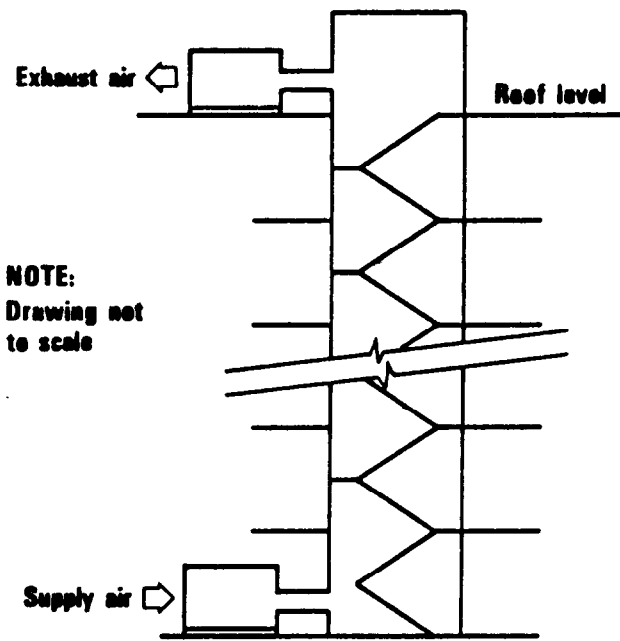 Exhaust air
Roof level
NOTE:
Drawing not
to scale
Supply air